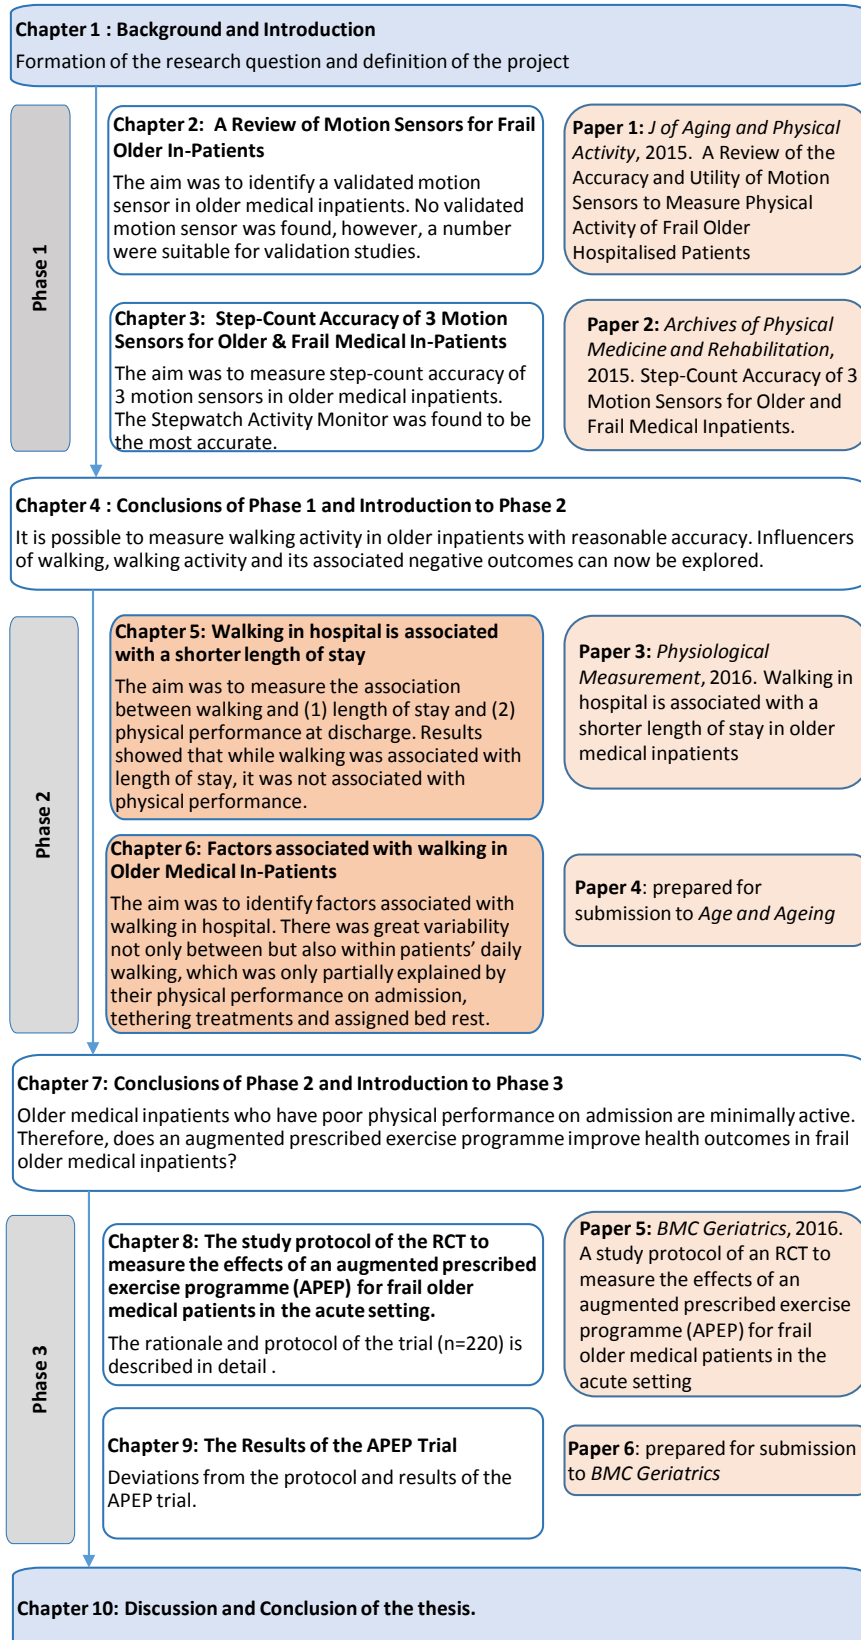 Chapter 1 : Background and Introduction
Formation of the research question and definition of the project
Phase 1
Chapter 2:  A Review of Motion Sensors for Frail
Older In-Patients
The aim was to identify a validated motion
sensor in older medical inpatients. No validated
motion sensor was found, however, a number
were suitable for validation studies.
Paper 1: J of Aging and Physical
Activity, 2015.  A Review of the
Accuracy and Utility of Motion
Sensors to Measure Physical
Activity of Frail Older
Hospitalised Patients
Chapter 3:  Step-Count Accuracy of 3 Motion
Sensors for Older & Frail Medical In-Patients
The aim was to measure step-count accuracy of
3 motion sensors in older medical inpatients.
The Stepwatch Activity Monitor was found to be
the most accurate.
Paper 2: Archives of Physical
Medicine and Rehabilitation,
2015. Step-Count Accuracy of 3
Motion Sensors for Older and
Frail Medical Inpatients.
Chapter 4 : Conclusions of Phase 1 and Introduction to Phase 2
It is possible to measure walking activity in older inpatients with reasonable accuracy. Influencers
of walking, walking activity and its associated negative outcomes can now be explored.
Phase 2
Chapter 5: Walking in hospital is associated
with a shorter length of stay
The aim was to measure the association
between walking and (1) length of stay and (2)
physical performance at discharge. Results
showed that while walking was associated with
length of stay, it was not associated with
physical performance.
Paper 3: Physiological
Measurement, 2016. Walking in
hospital is associated with a
shorter length of stay in older
medical inpatients
Chapter 6: Factors associated with walking in
Older Medical In-Patients
The aim was to identify factors associated with
walking in hospital. There was great variability
not only between but also within patients’ daily
walking, which was only partially explained by
their physical performance on admission,
tethering treatments and assigned bed rest.
Paper 4: prepared for
submission to Age and Ageing
Chapter 7: Conclusions of Phase 2 and Introduction to Phase 3
Older medical inpatients who have poor physical performance on admission are minimally active.
Therefore, does an augmented prescribed exercise programme improve health outcomes in frail
older medical inpatients?
Phase 3
Chapter 8: The study protocol of the RCT to
measure the effects of an augmented prescribed
exercise programme (APEP) for frail older
medical patients in the acute setting.
The rationale and protocol of the trial (n=220) is
described in detail .
Paper 5: BMC Geriatrics, 2016.
A study protocol of an RCT to
measure the effects of an
augmented prescribed exercise
programme (APEP) for frail
older medical patients in the
acute setting
Chapter 9: The Results of the APEP Trial
Deviations from the protocol and results of the
APEP trial.
Paper 6: prepared for submission
to BMC Geriatrics
Chapter 10: Discussion and Conclusion of the thesis.